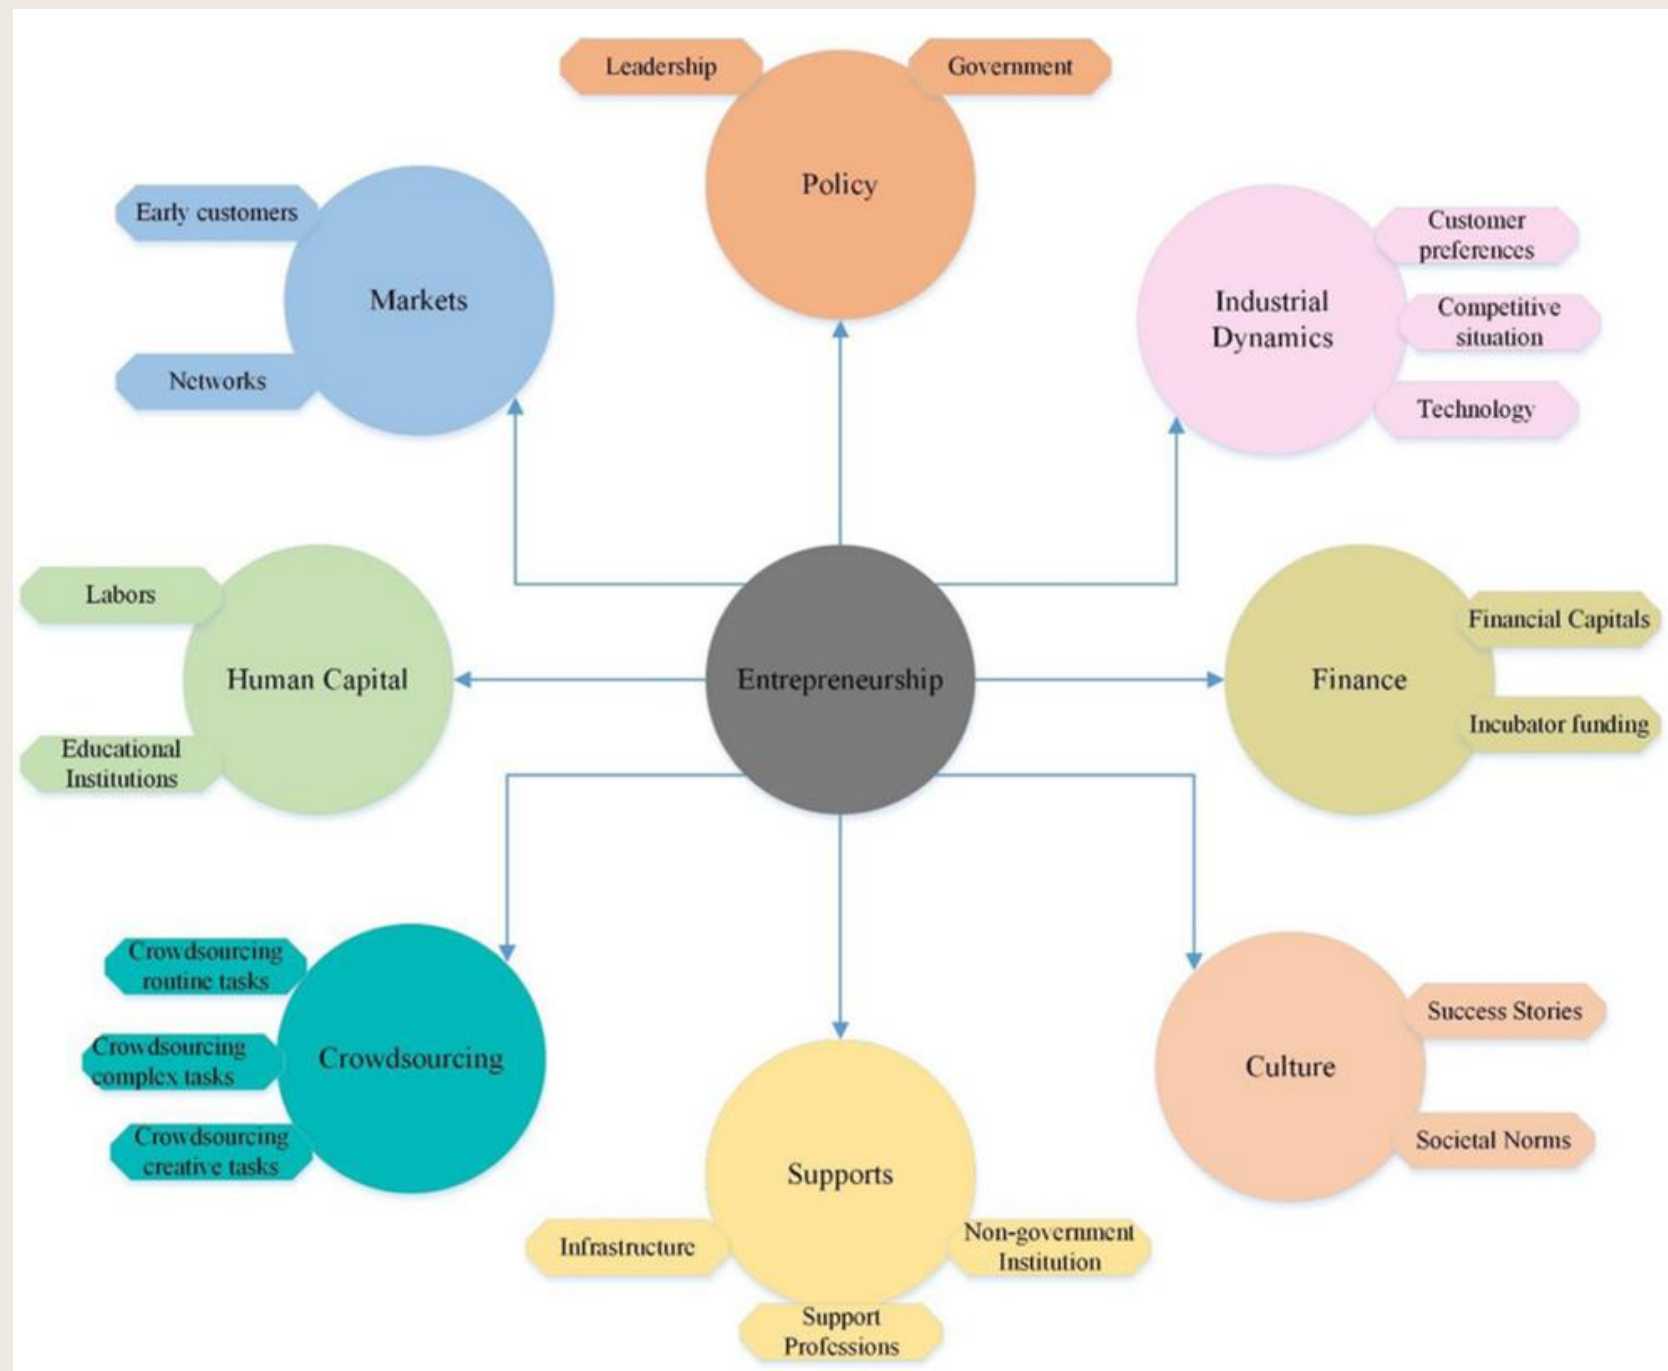 Leadership
Government
Policy
Early customers
Markets
Networks
Industrial
Dynamics
Customer
preferences
Competitive
situation
Technology
Labors
Human Capital
Educational
Institutions
Entrepreneurship
Finance
Financial Capitals
Incubator funding
Crowdsourcing
routine tasks
Crowdsourcing
complex tasks
Crowdsourcing
creative tasks
Crowdsourcing
Supports
Infrastructure
Non-government
Institution
Support
Professions
Culture
Success Stories
Societal Norms